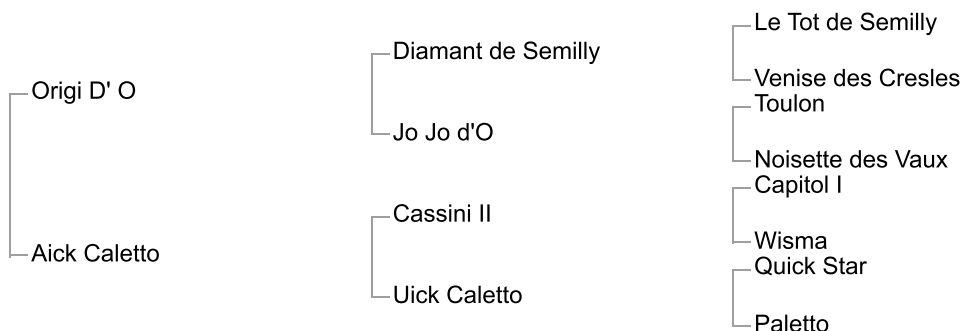 Le Tot de Semilly
Diamant de Semilly
Venise des Cresles
Origi D' O
Toulon
Jo Jo d'O
Noisette des Vaux
Capitol I
Cassini II
Wisma
Aick Caletto
Quick Star
Uick Caletto
Paletto